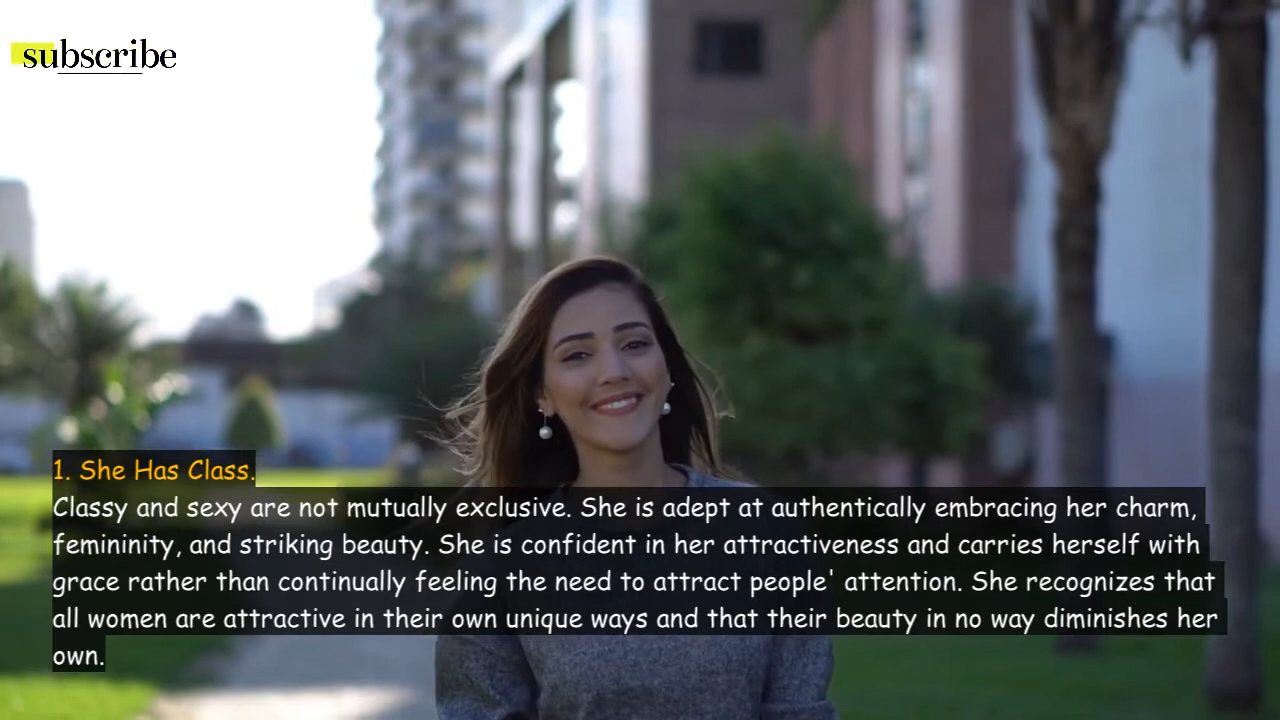 subscribe
1. She Has Class.
Classy and sexy are not mutually exclusive. She is adept at authentically embracing her charm,
femininity, and striking beauty. She is confident in her attractiveness and carries herself with
grace rather than continually feeling the need to attract people' attention. She recognizes that
all women are attractive in their own unique ways and that their beauty in no way diminishes her
own.